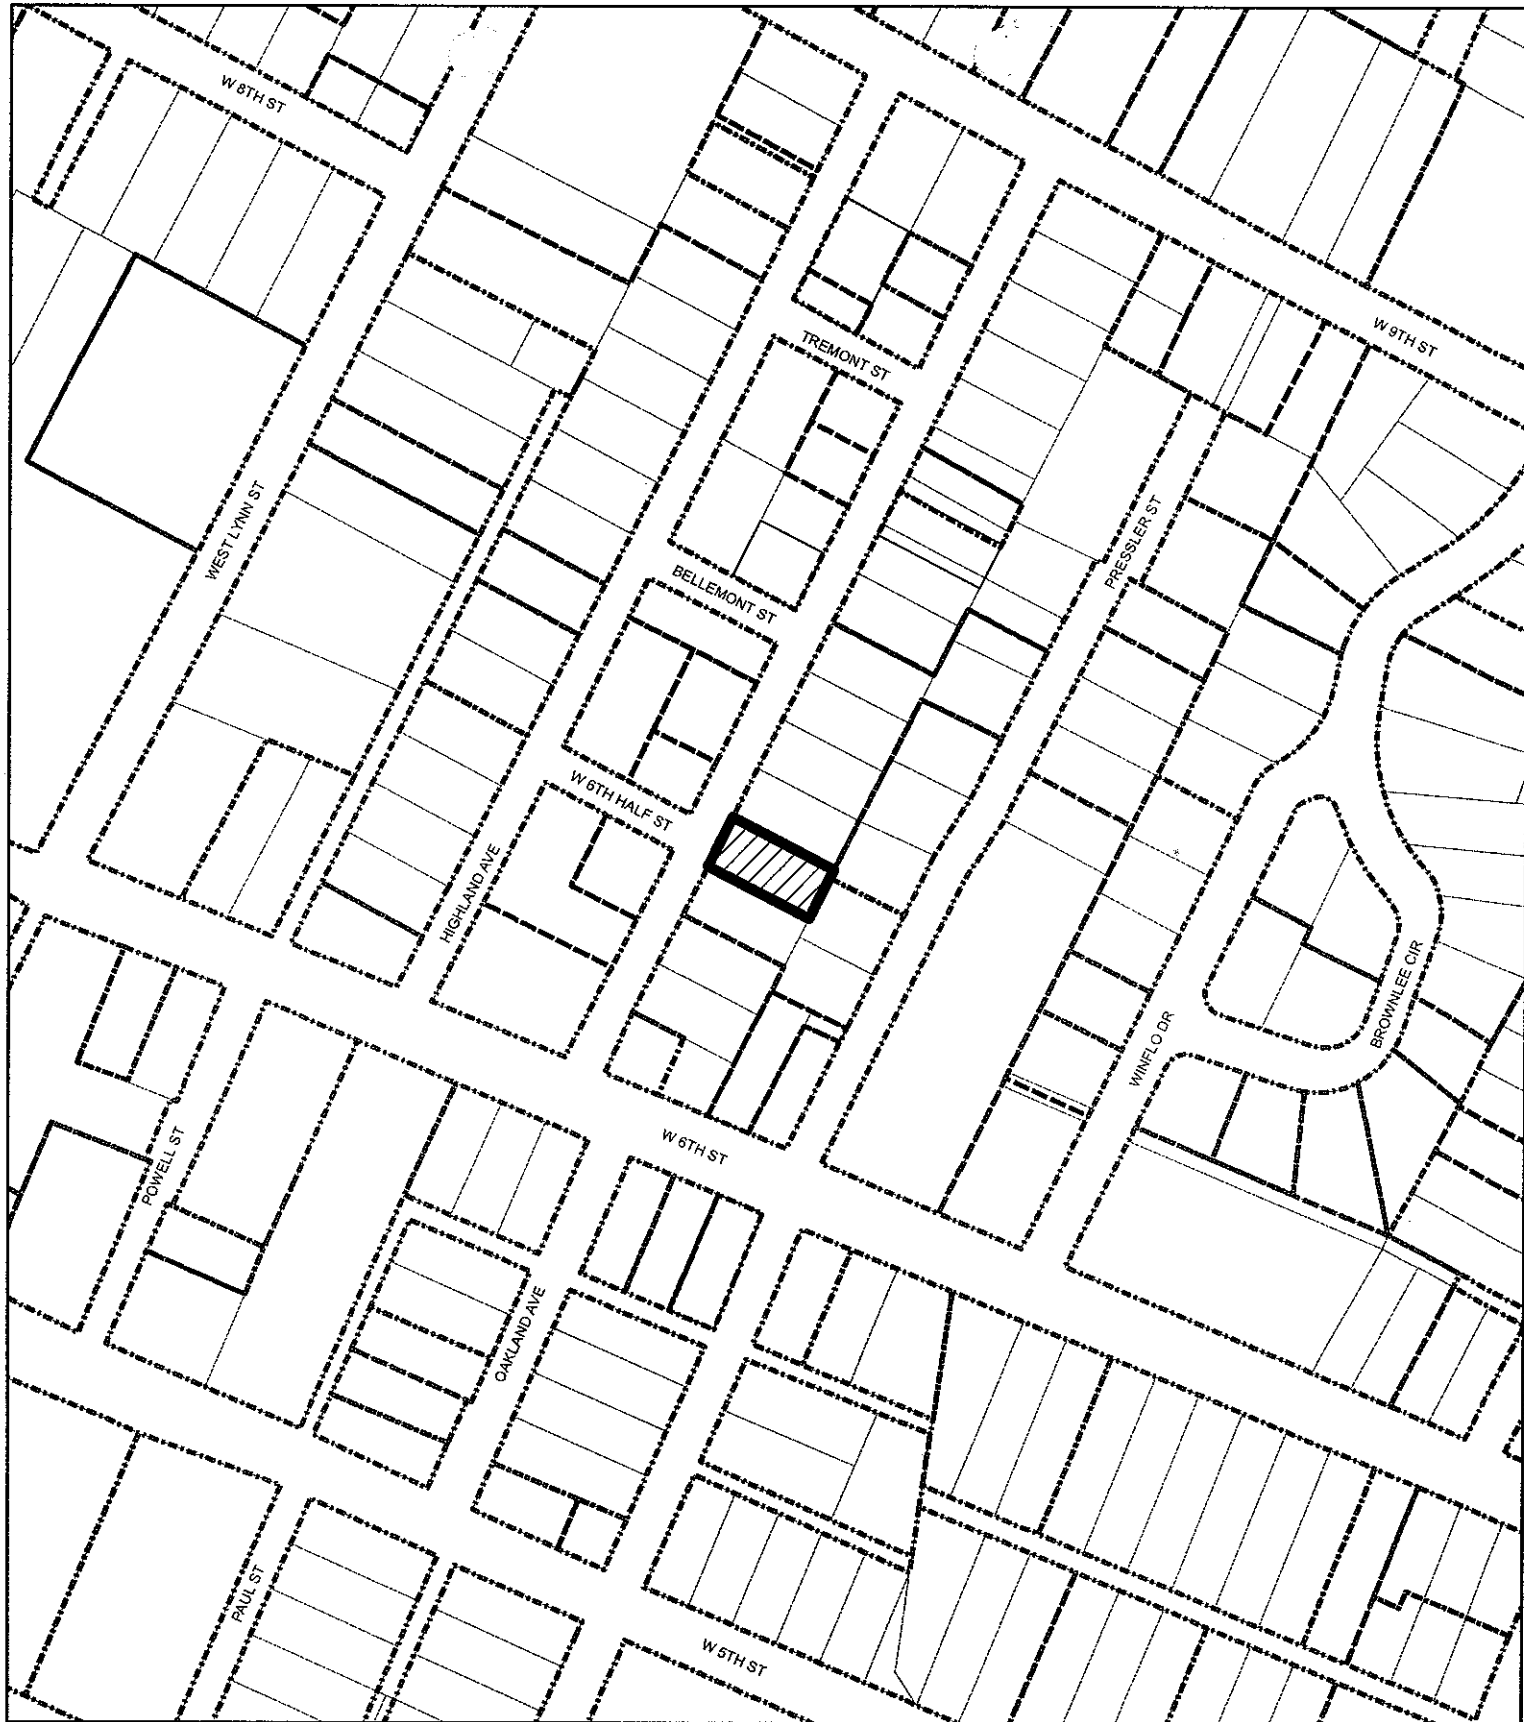 W 8TH ST
W 9TH ST
TREMONT ST
WEST LYNN ST
PRESSLER ST
BELLEMONT ST
W 6TH HALF ST
HIGHLAND AVE
BROWNLEE CIR
WINFLO DR
W 6TH ST
POWELL ST
OAKLAND AVE
PAUL ST
W 5TH ST